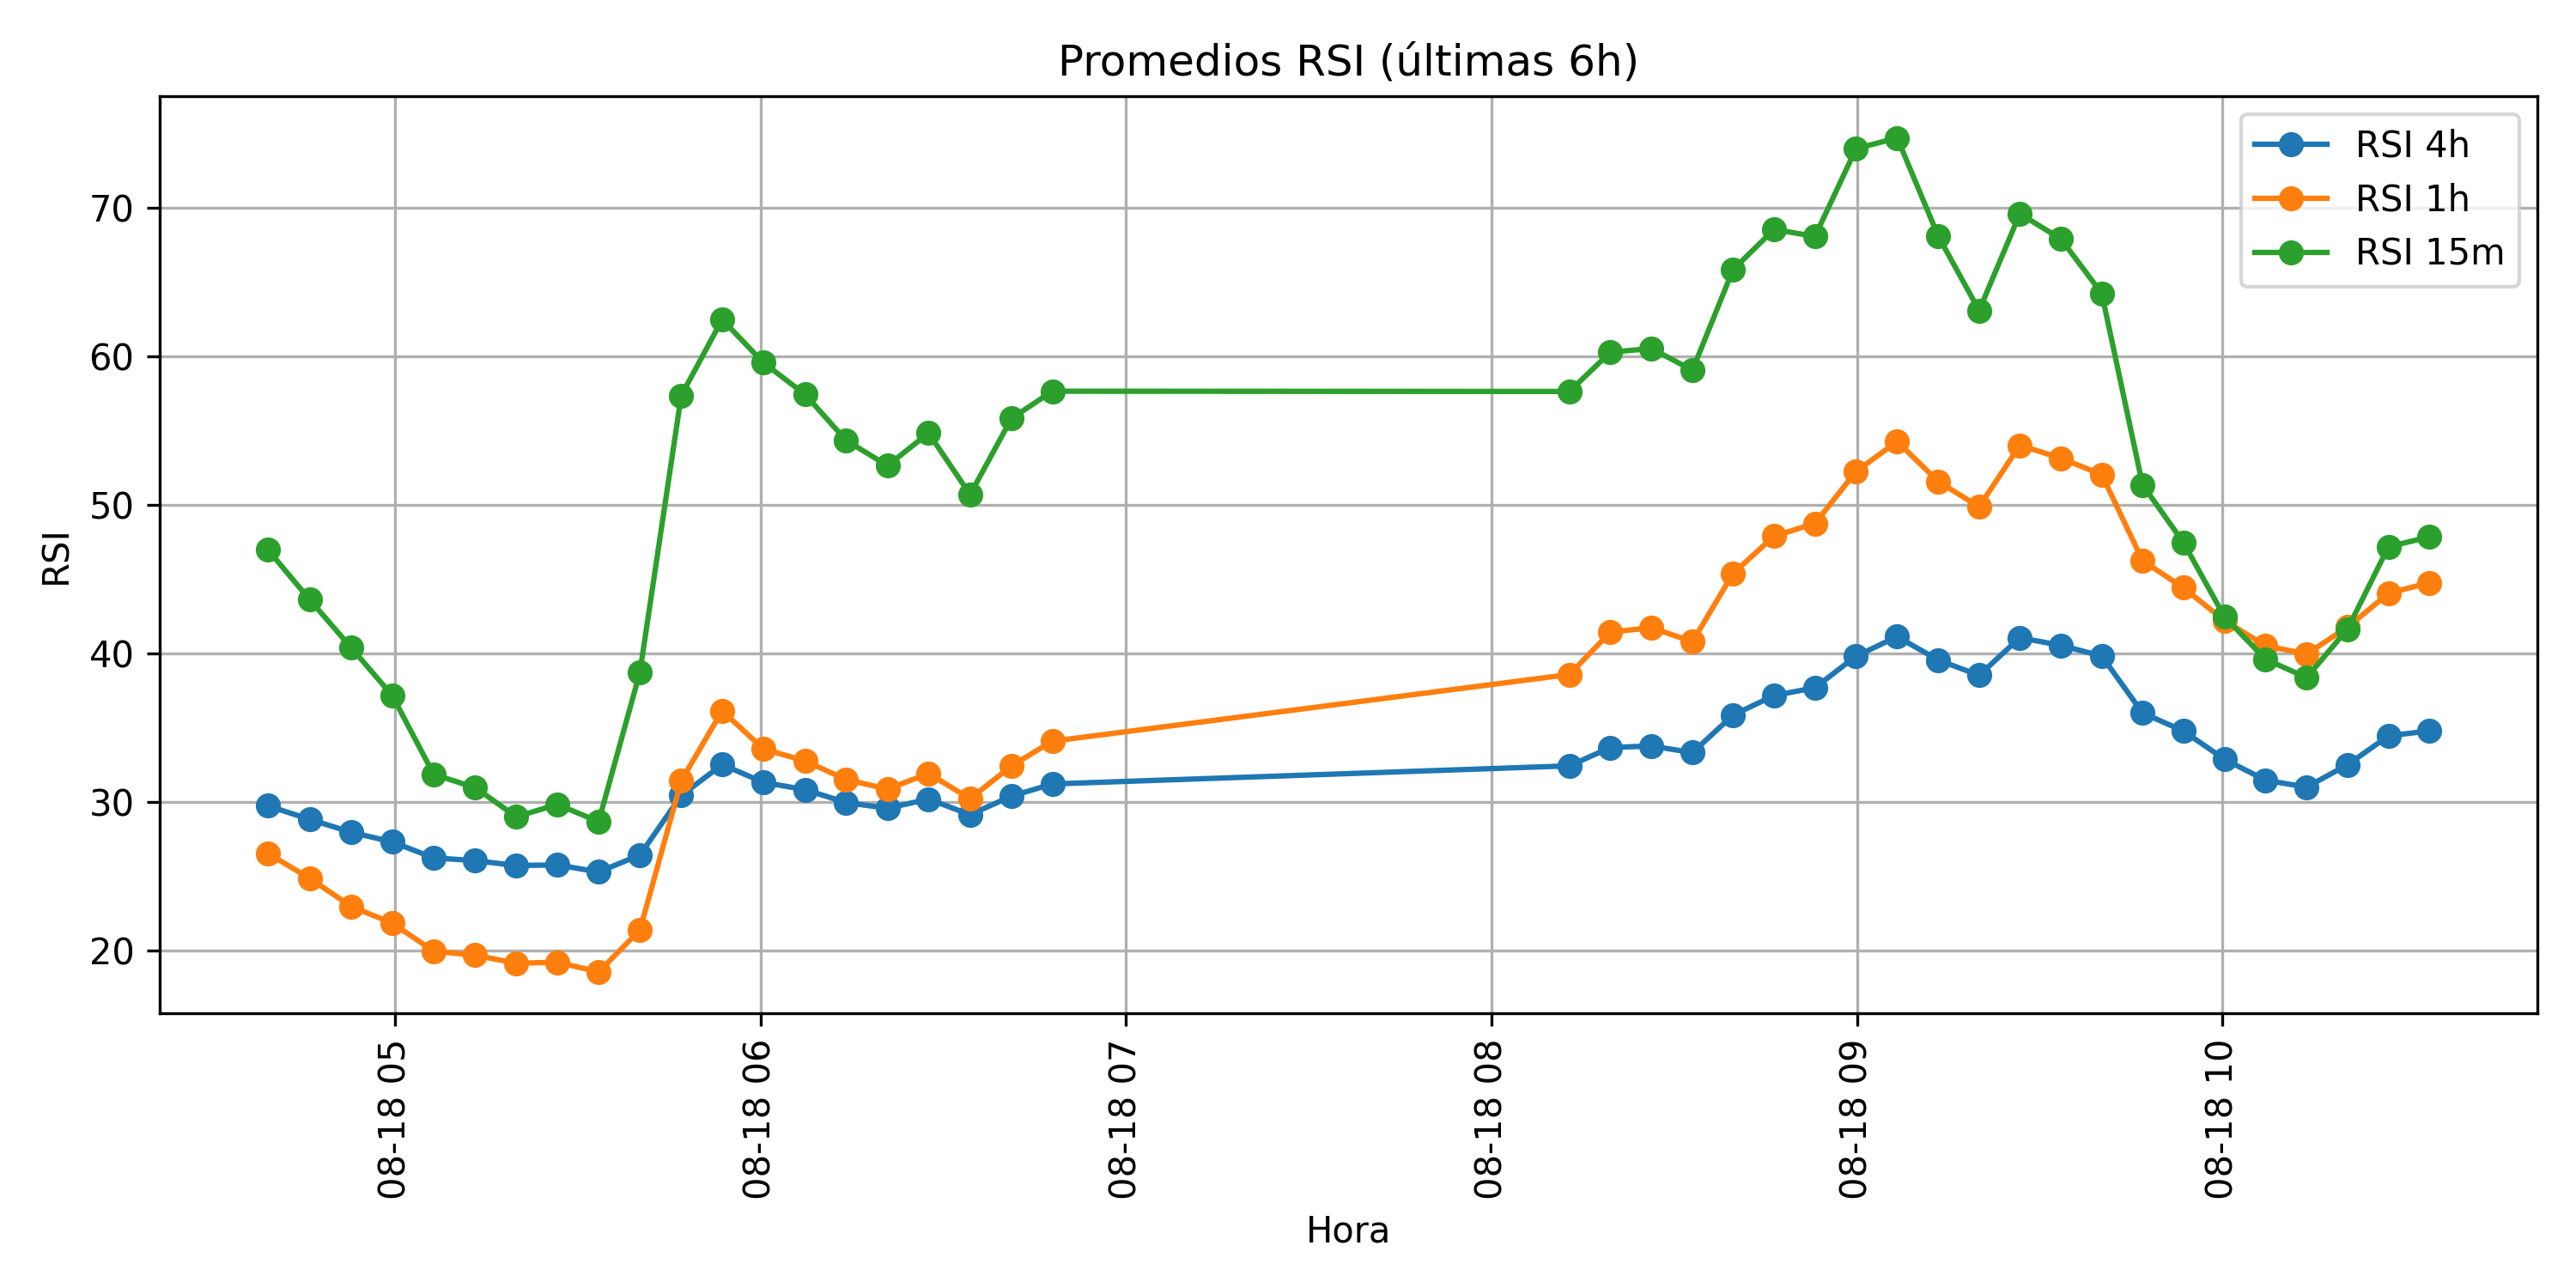 Promedios RSI (últimas 6h)
RSI 4h
RSI 1h
RSI 15m
RSI
70
60
50
40
30
20
08-18 05
08-18 06
08-18 07
08-18 08
08-18 09
08-18 10
Hora